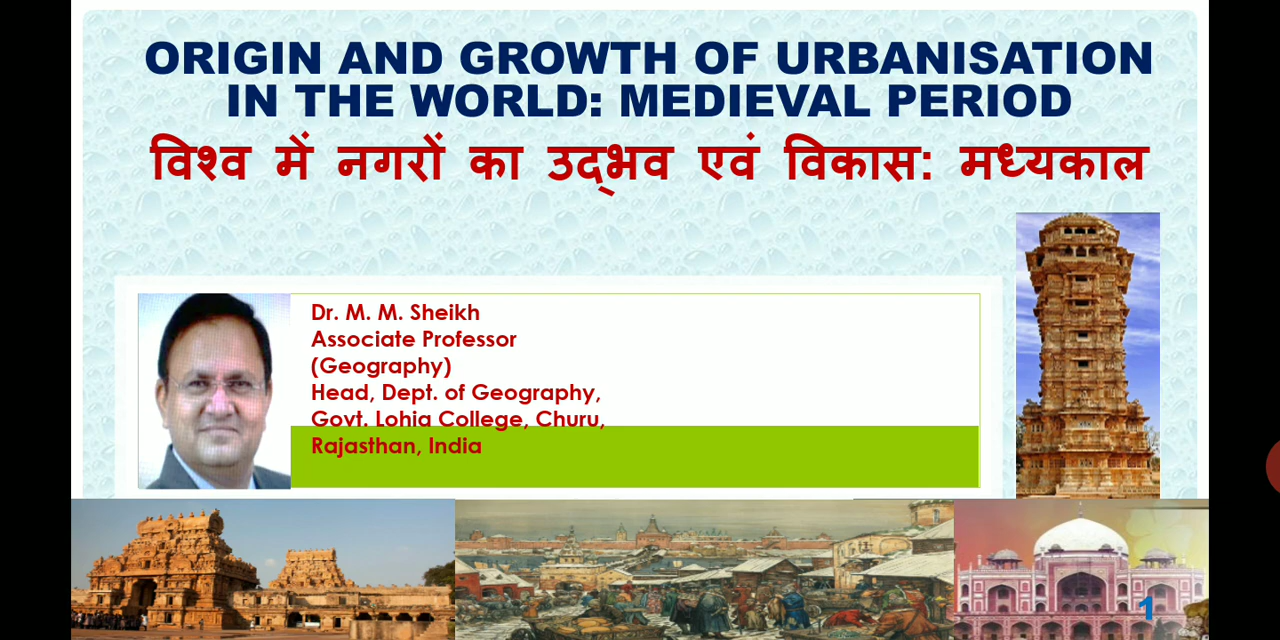 ORIGIN AND GROWTH OF URBANISATION
IN THE WORLD: MEDIEVAL PERIOD
विश्व में नगरों का उद्भव एवं विकास: मध्यकाल
Dr. M. M. Sheikh
Associate Professor
(Geography)
Head, Dept. of Geography,
Govt. Lohia College, Churu,
Rajasthan, India
1